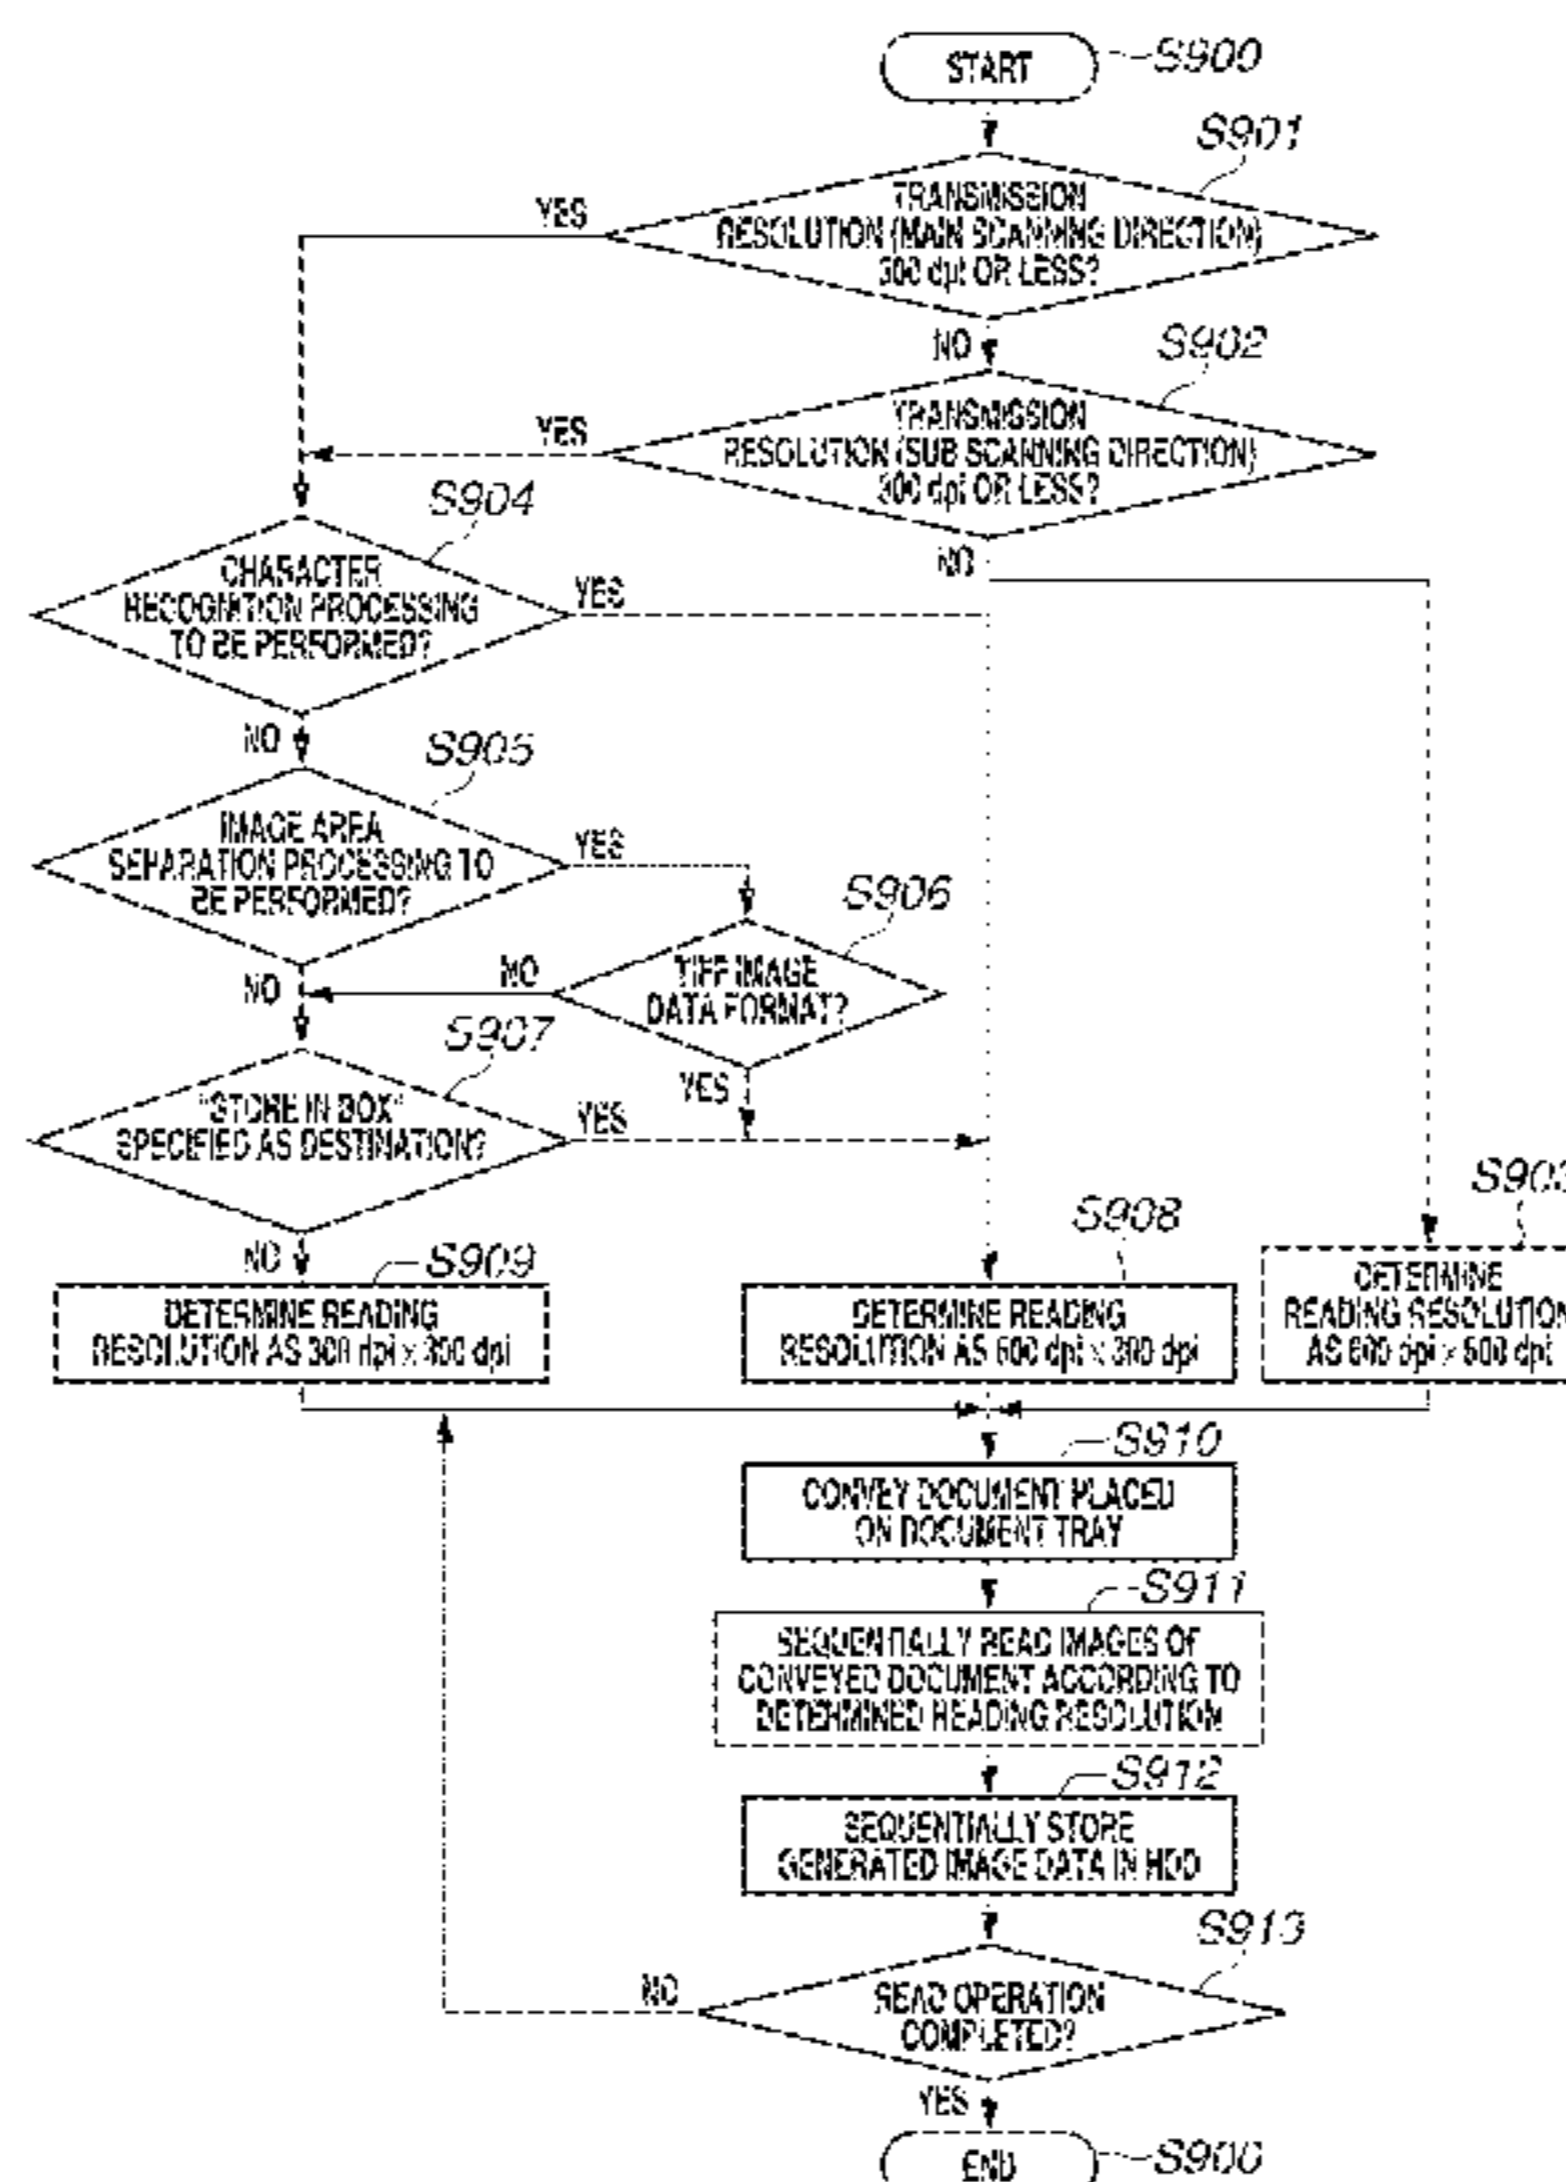 START
S900
S901
YES
TRANSMISSION
RESOLUTION (MAIN SCANNING DIRECTION)
300 dpi OR LESS?
NO
S902
YES
TRANSMISSION
RESOLUTION (SUB SCANNING DIRECTION)
300 dpi OR LESS?
NO
S904
CHARACTER
RECOGNITION PROCESSING
TO BE PERFORMED?
YES
NO
S905
IMAGE AREA
SEPARATION PROCESSING TO
BE PERFORMED?
YES
S906
NO
NO
TIFF IMAGE
DATA FORMAT?
YES
S907
"STORE IN BOX"
SPECIFIED AS DESTINATION?
YES
S903
NO
S909
S908
DETERMINE READING
RESOLUTION AS 300 dpi × 300 dpi
DETERMINE READING
RESOLUTION AS 600 dpi × 300 dpi
DETERMINE
READING RESOLUTION
AS 600 dpi × 600 dpi
S910
CONVEY DOCUMENT PLACED
ON DOCUMENT TRAY
S911
SEQUENTIALLY READ IMAGES OF
CONVEYED DOCUMENT ACCORDING TO
DETERMINED READING RESOLUTION
S912
SEQUENTIALLY STORE
GENERATED IMAGE DATA IN HDD
S913
NO
READ OPERATION
COMPLETED?
YES
END
S900